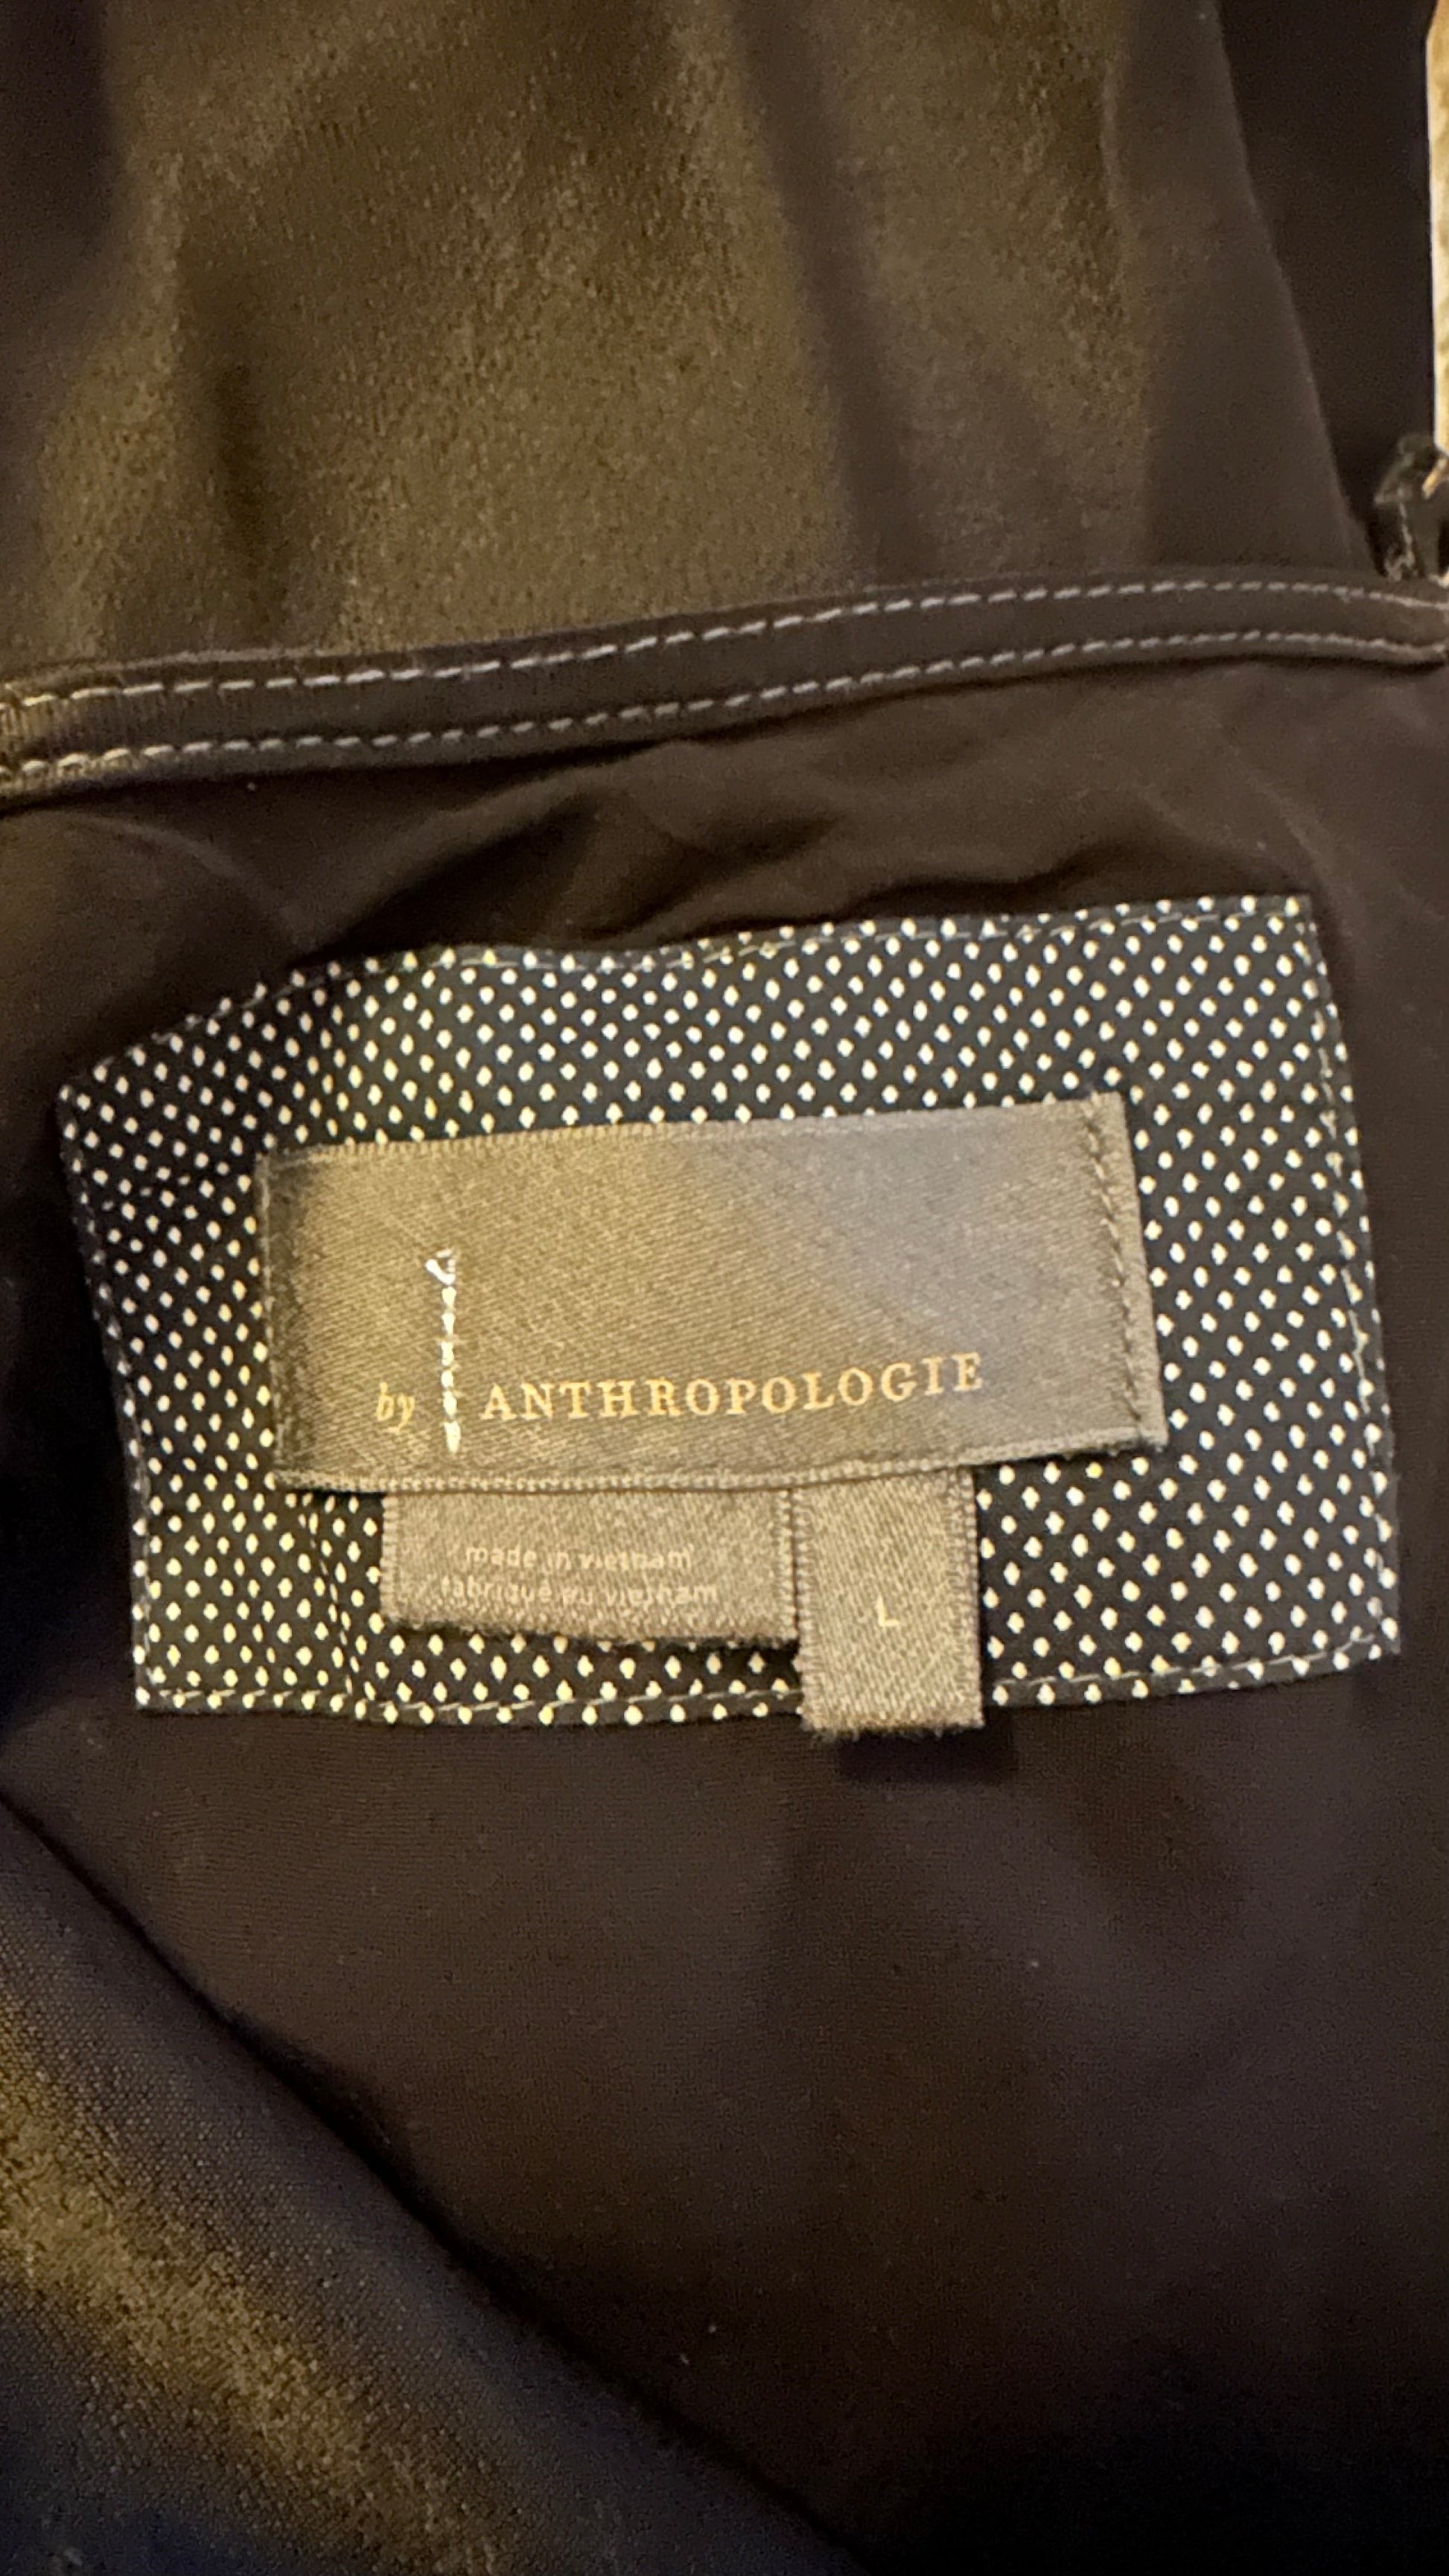 by ANTHROPOLOGIE
made in vietnam
fabriqué au vietnam
L